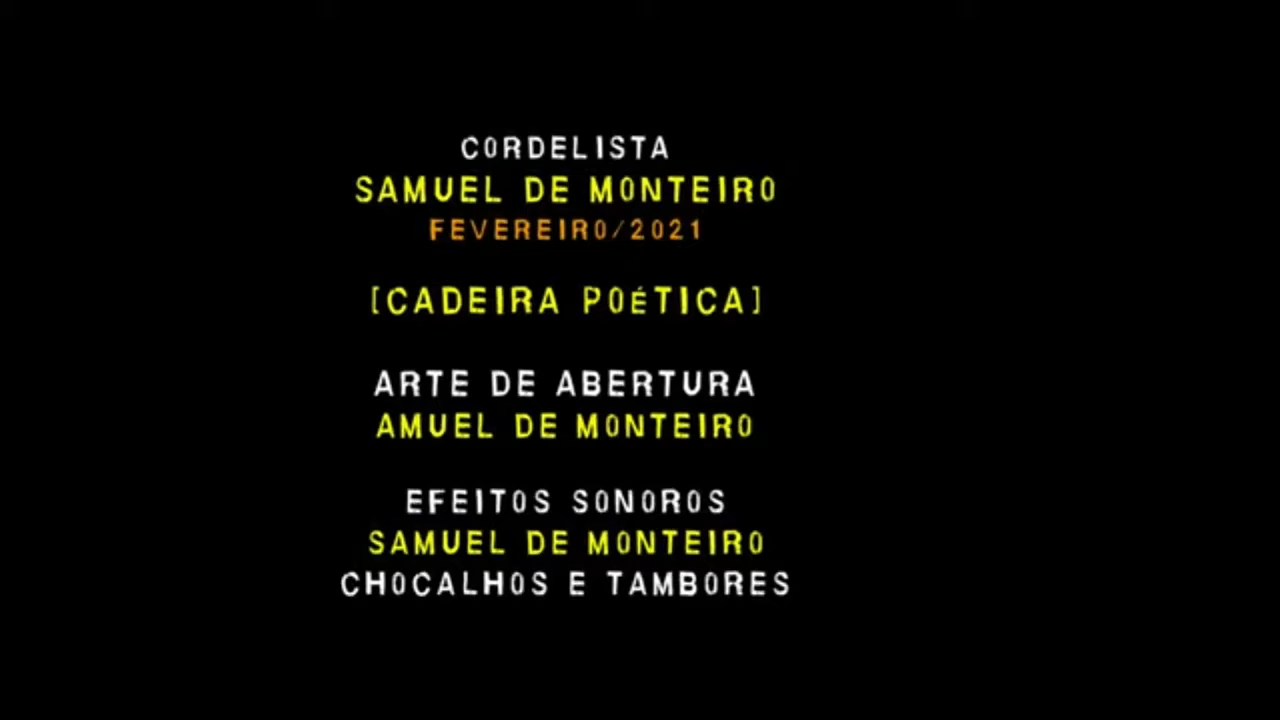 CORDELISTA
SAMUEL DE MONTEIRO
FEVEREIRO/2021
[CADEIRA POÉTICA]
ARTE DE ABERTURA
AMUEL DE MONTEIRO
EFEITOS SONOROS
SAMUEL DE MONTEIRO
CHOCALHOS E TAMBORES